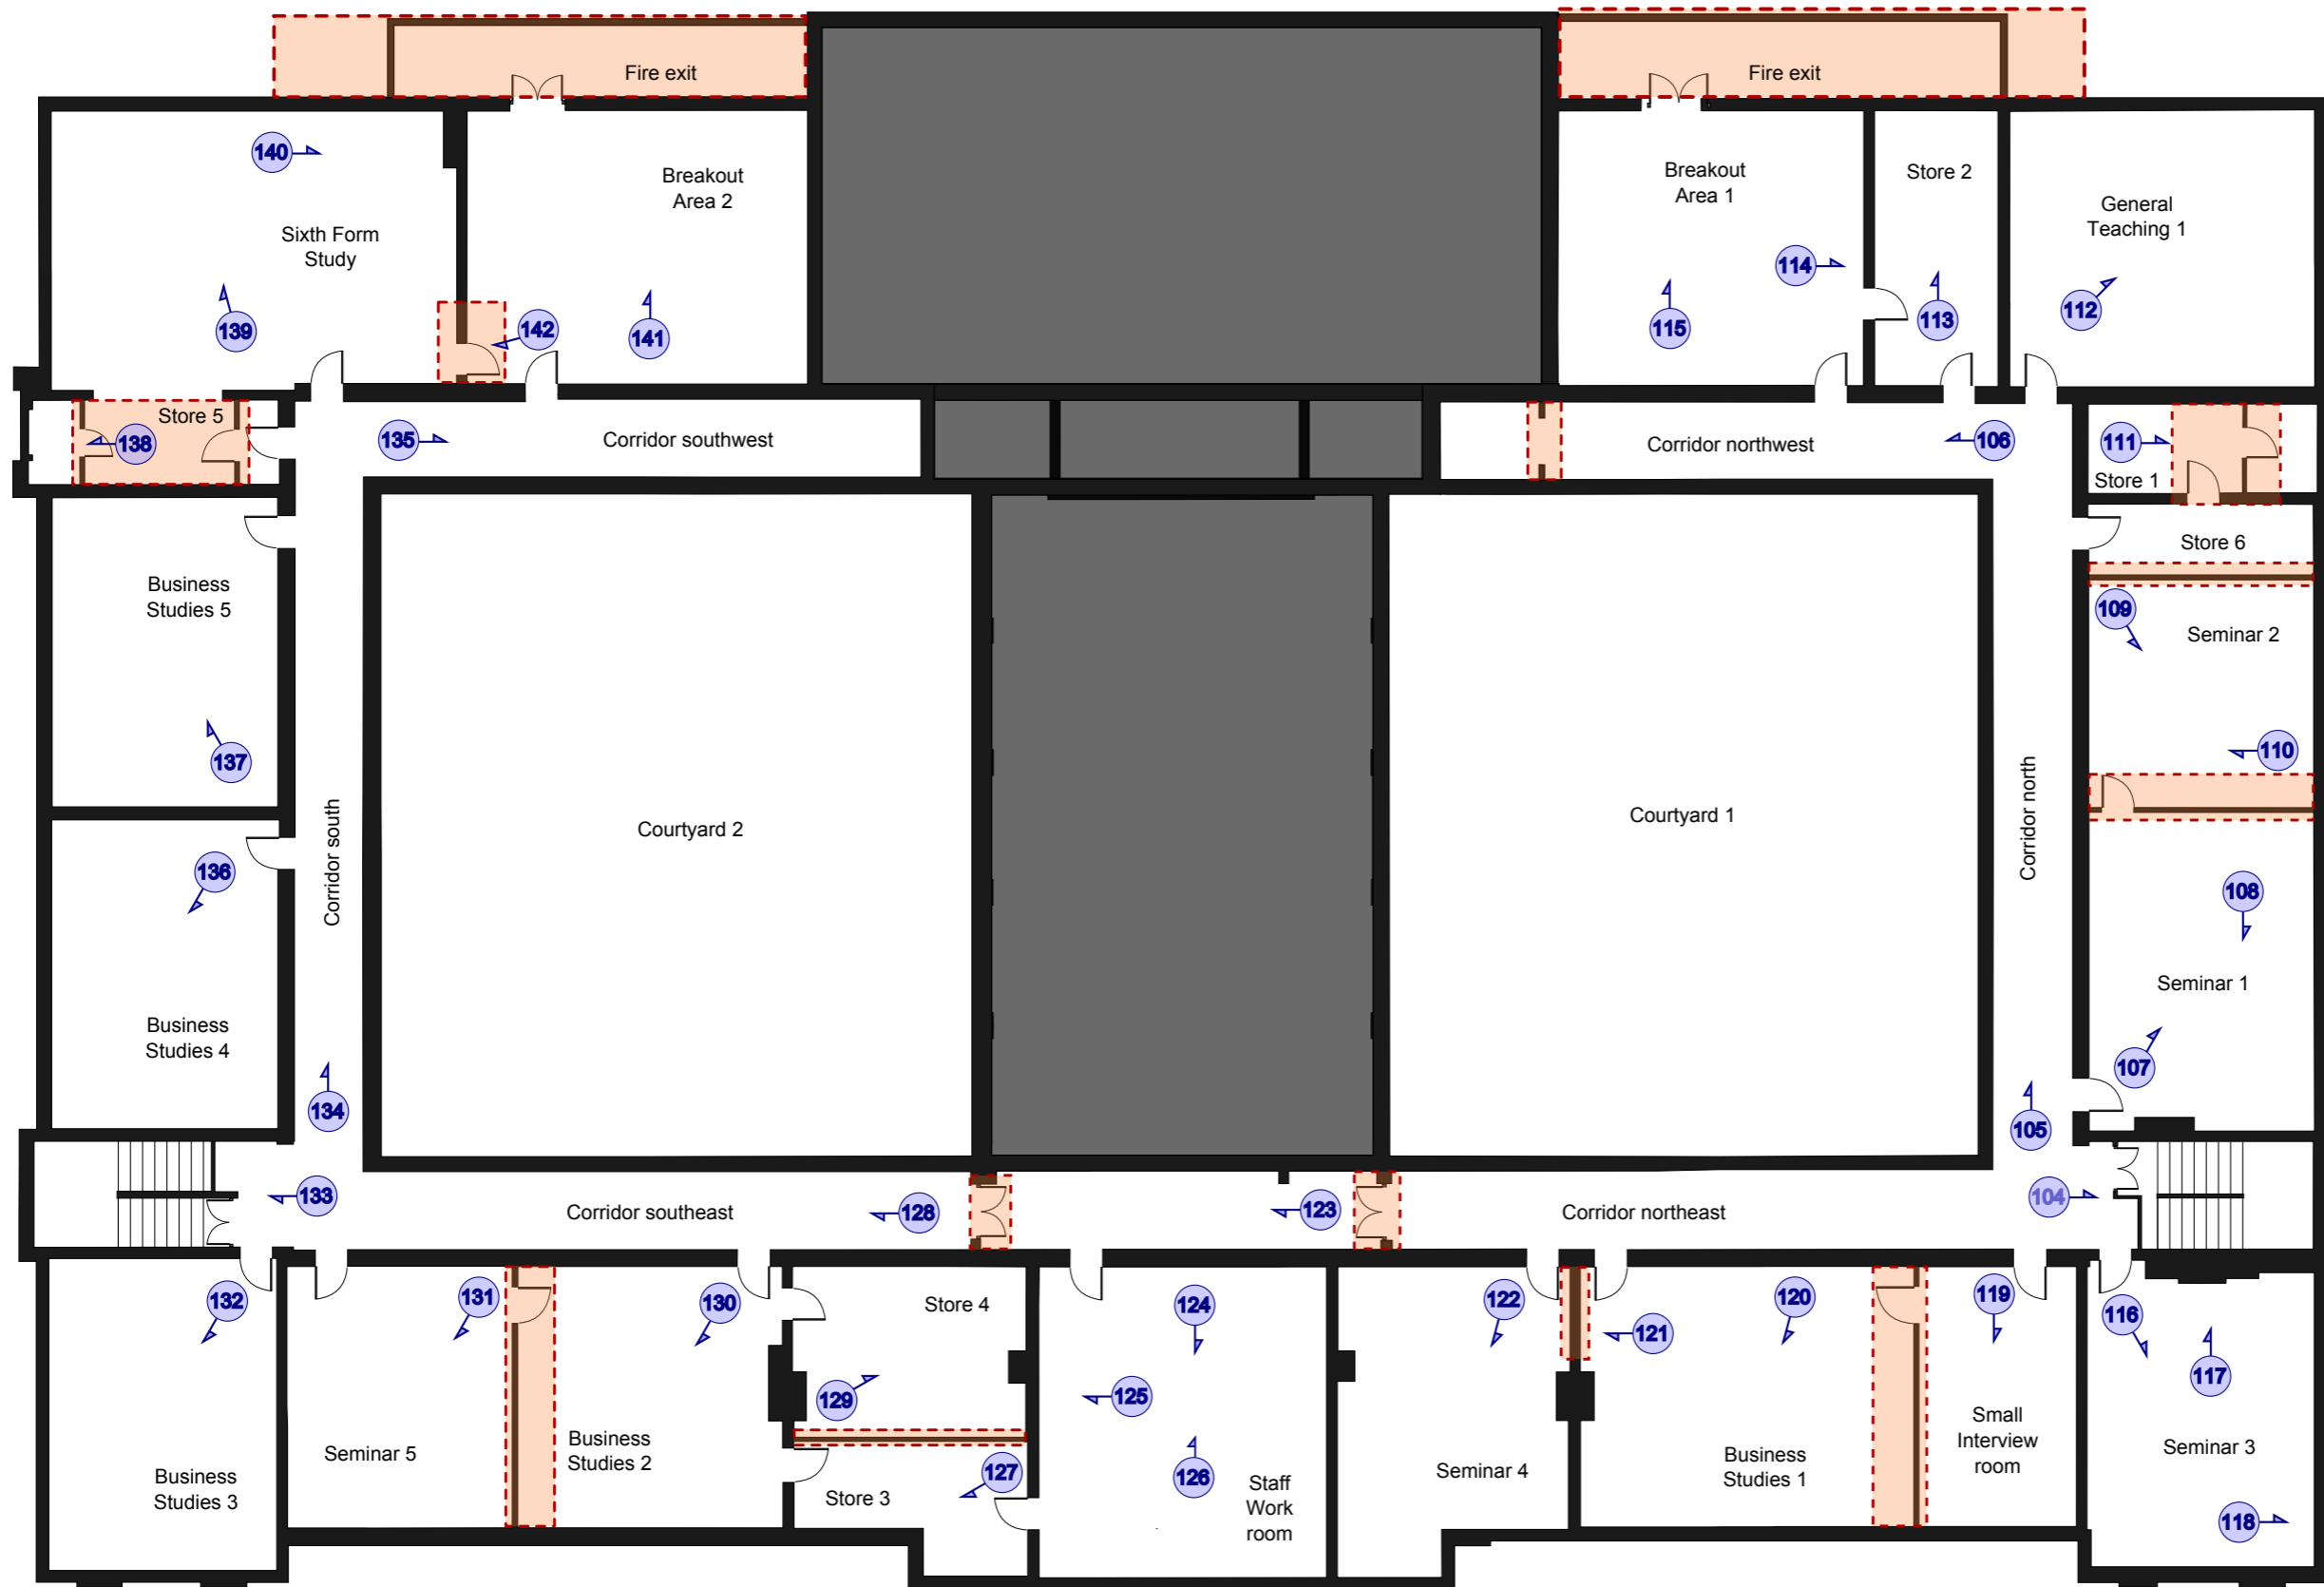 Fire exit
Fire exit
140
Breakout
Area 2
Sixth Form
Study
139
142
141
Breakout
Area 1
Store 2
General
Teaching 1
114
115
113
112
Store 5
138
135
Corridor southwest
Corridor northwest
106
111
Store 1
Store 6
Business
Studies 5
109
Seminar 2
137
110
Corridor south
Courtyard 2
Courtyard 1
Corridor north
136
108
Business
Studies 4
Seminar 1
107
134
105
133
Corridor southeast
128
123
Corridor northeast
104
132
131
130
Store 4
124
122
121
120
119
116
129
125
117
Business
Studies 3
Seminar 5
Business
Studies 2
127
Store 3
126
Staff
Work
room
Seminar 4
Business
Studies 1
Small
Interview
room
Seminar 3
118